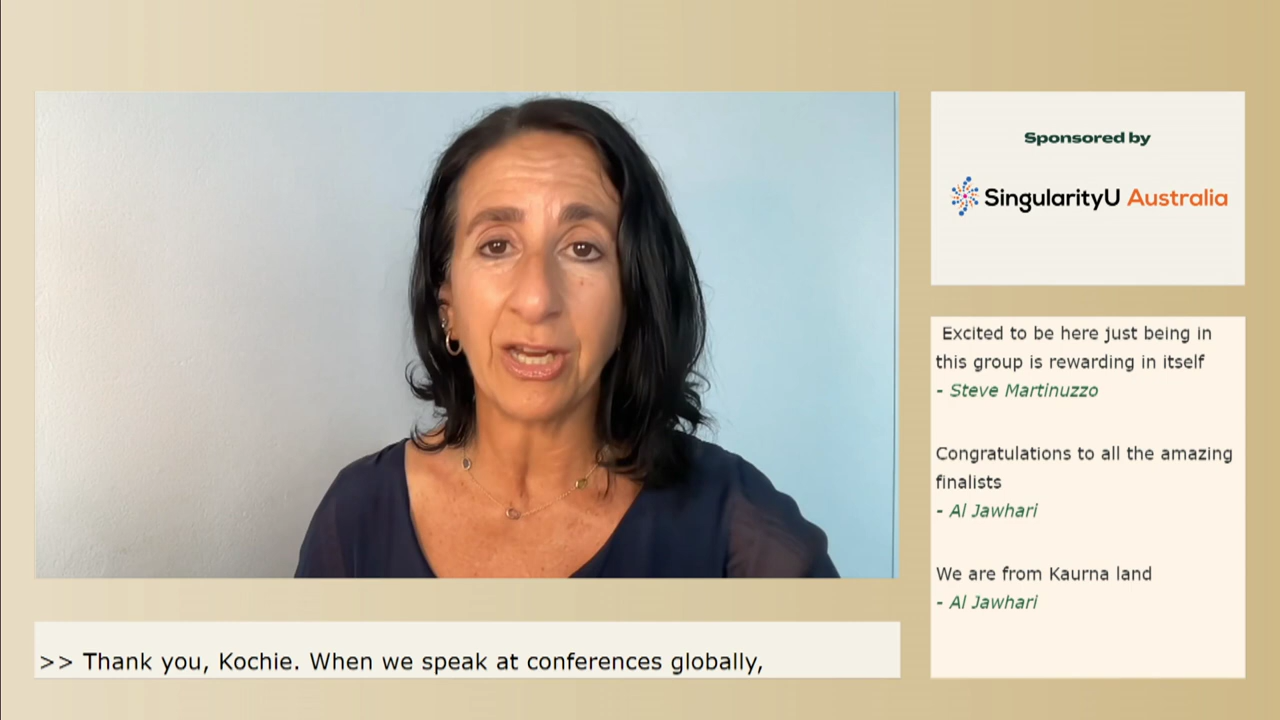 Sponsored by
SingularityU Australia
Excited to be here just being in
this group is rewarding in itself
- Steve Martinuzzo
Congratulations to all the amazing
finalists
- Al Jawhari
We are from Kaurna land
- Al Jawhari
>> Thank you, Kochie. When we speak at conferences globally,